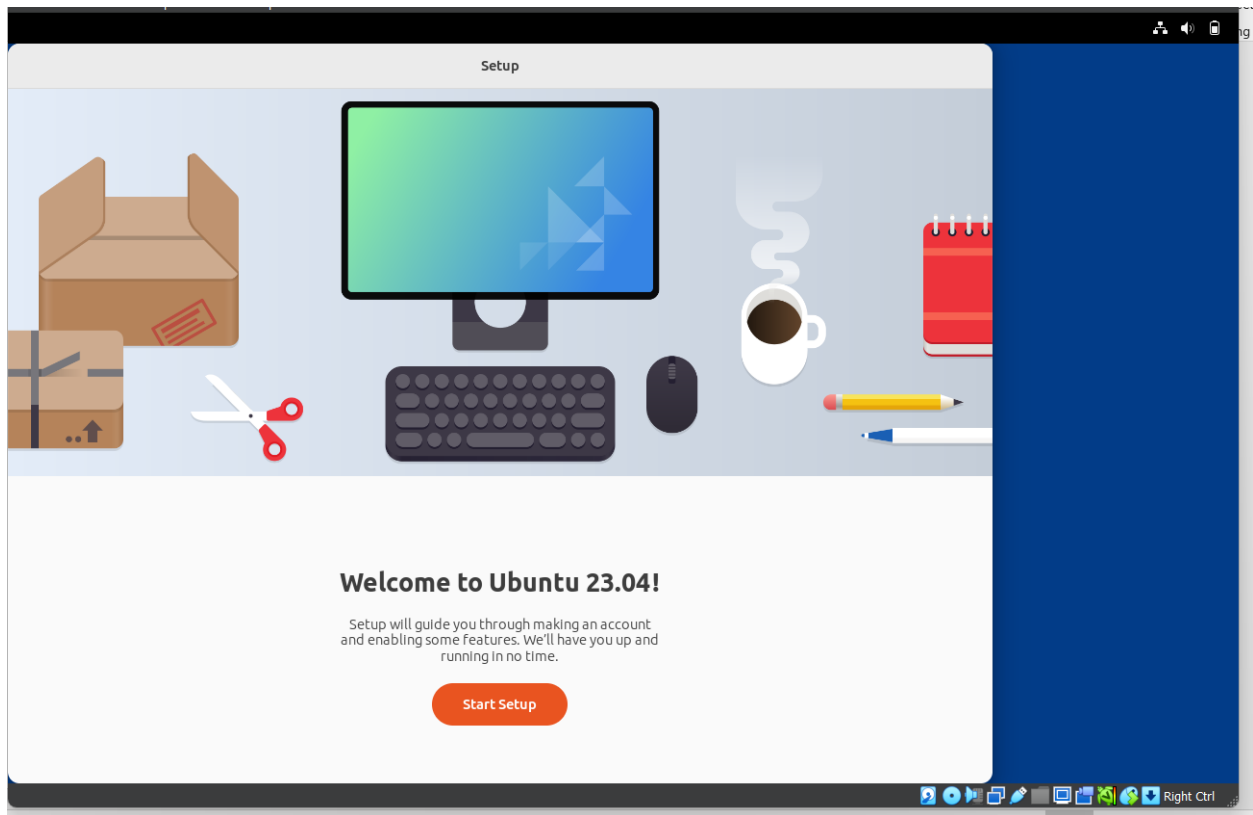 Setup
Welcome to Ubuntu 23.04!
Setup will guide you through making an account
and enabling some features. We'll have you up and
running in no time.
Start Setup
Right Ctrl